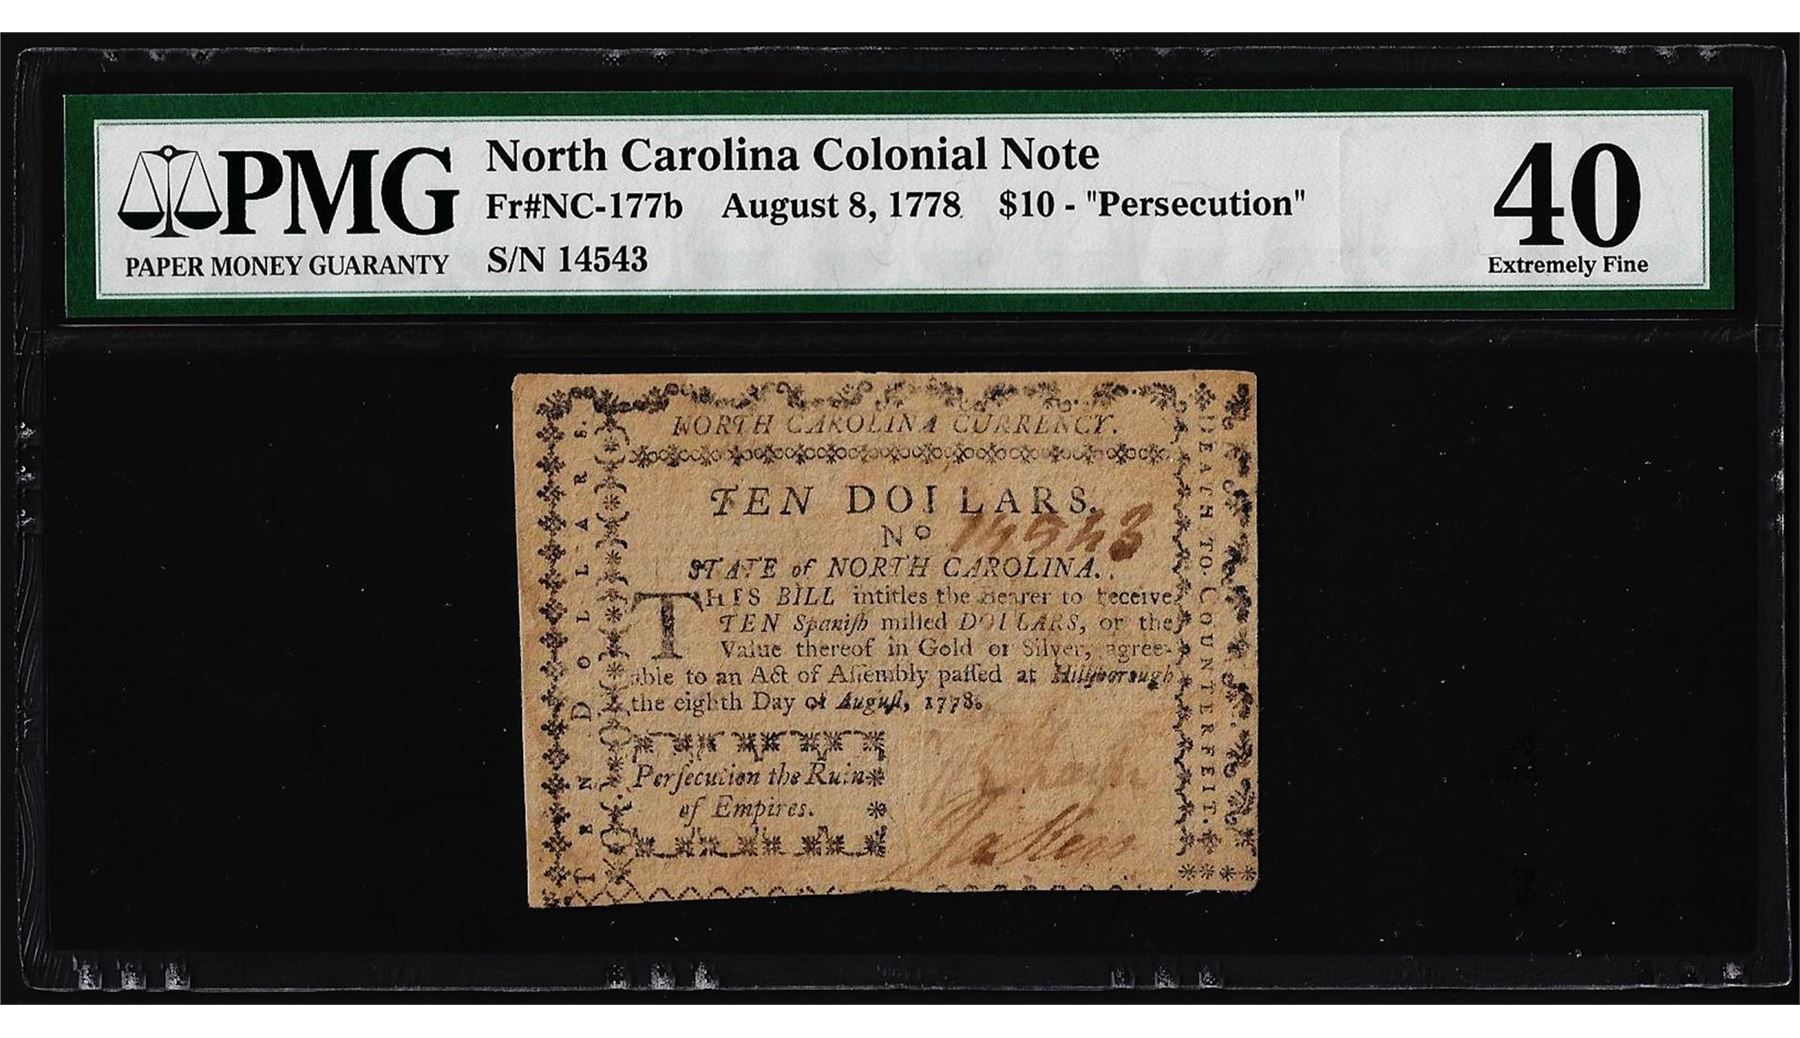 PMG
PAPER MONEY GUARANTY
North Carolina Colonial Note
Fr#NC-177b August 8, 1778 $10 - "Persecution"
S/N 14543
40
Extremely Fine
NORTH CAROLINA CURRENCY.
TEN DOLLARS.
No 14543
STATE of NORTH CAROLINA.
THIS BILL intitles the Bearer to receive
TEN Spaniſh milled DOLLARS, or the
Value thereof in Gold or Silver, agree-
able to an Act of Aſſembly paſſed at Hillſborough
the eighth Day of Auguſt, 1778.
Perſecution the Ruin
of Empires.
TEN DOLLARS.
DEATH TO COUNTERFEIT.